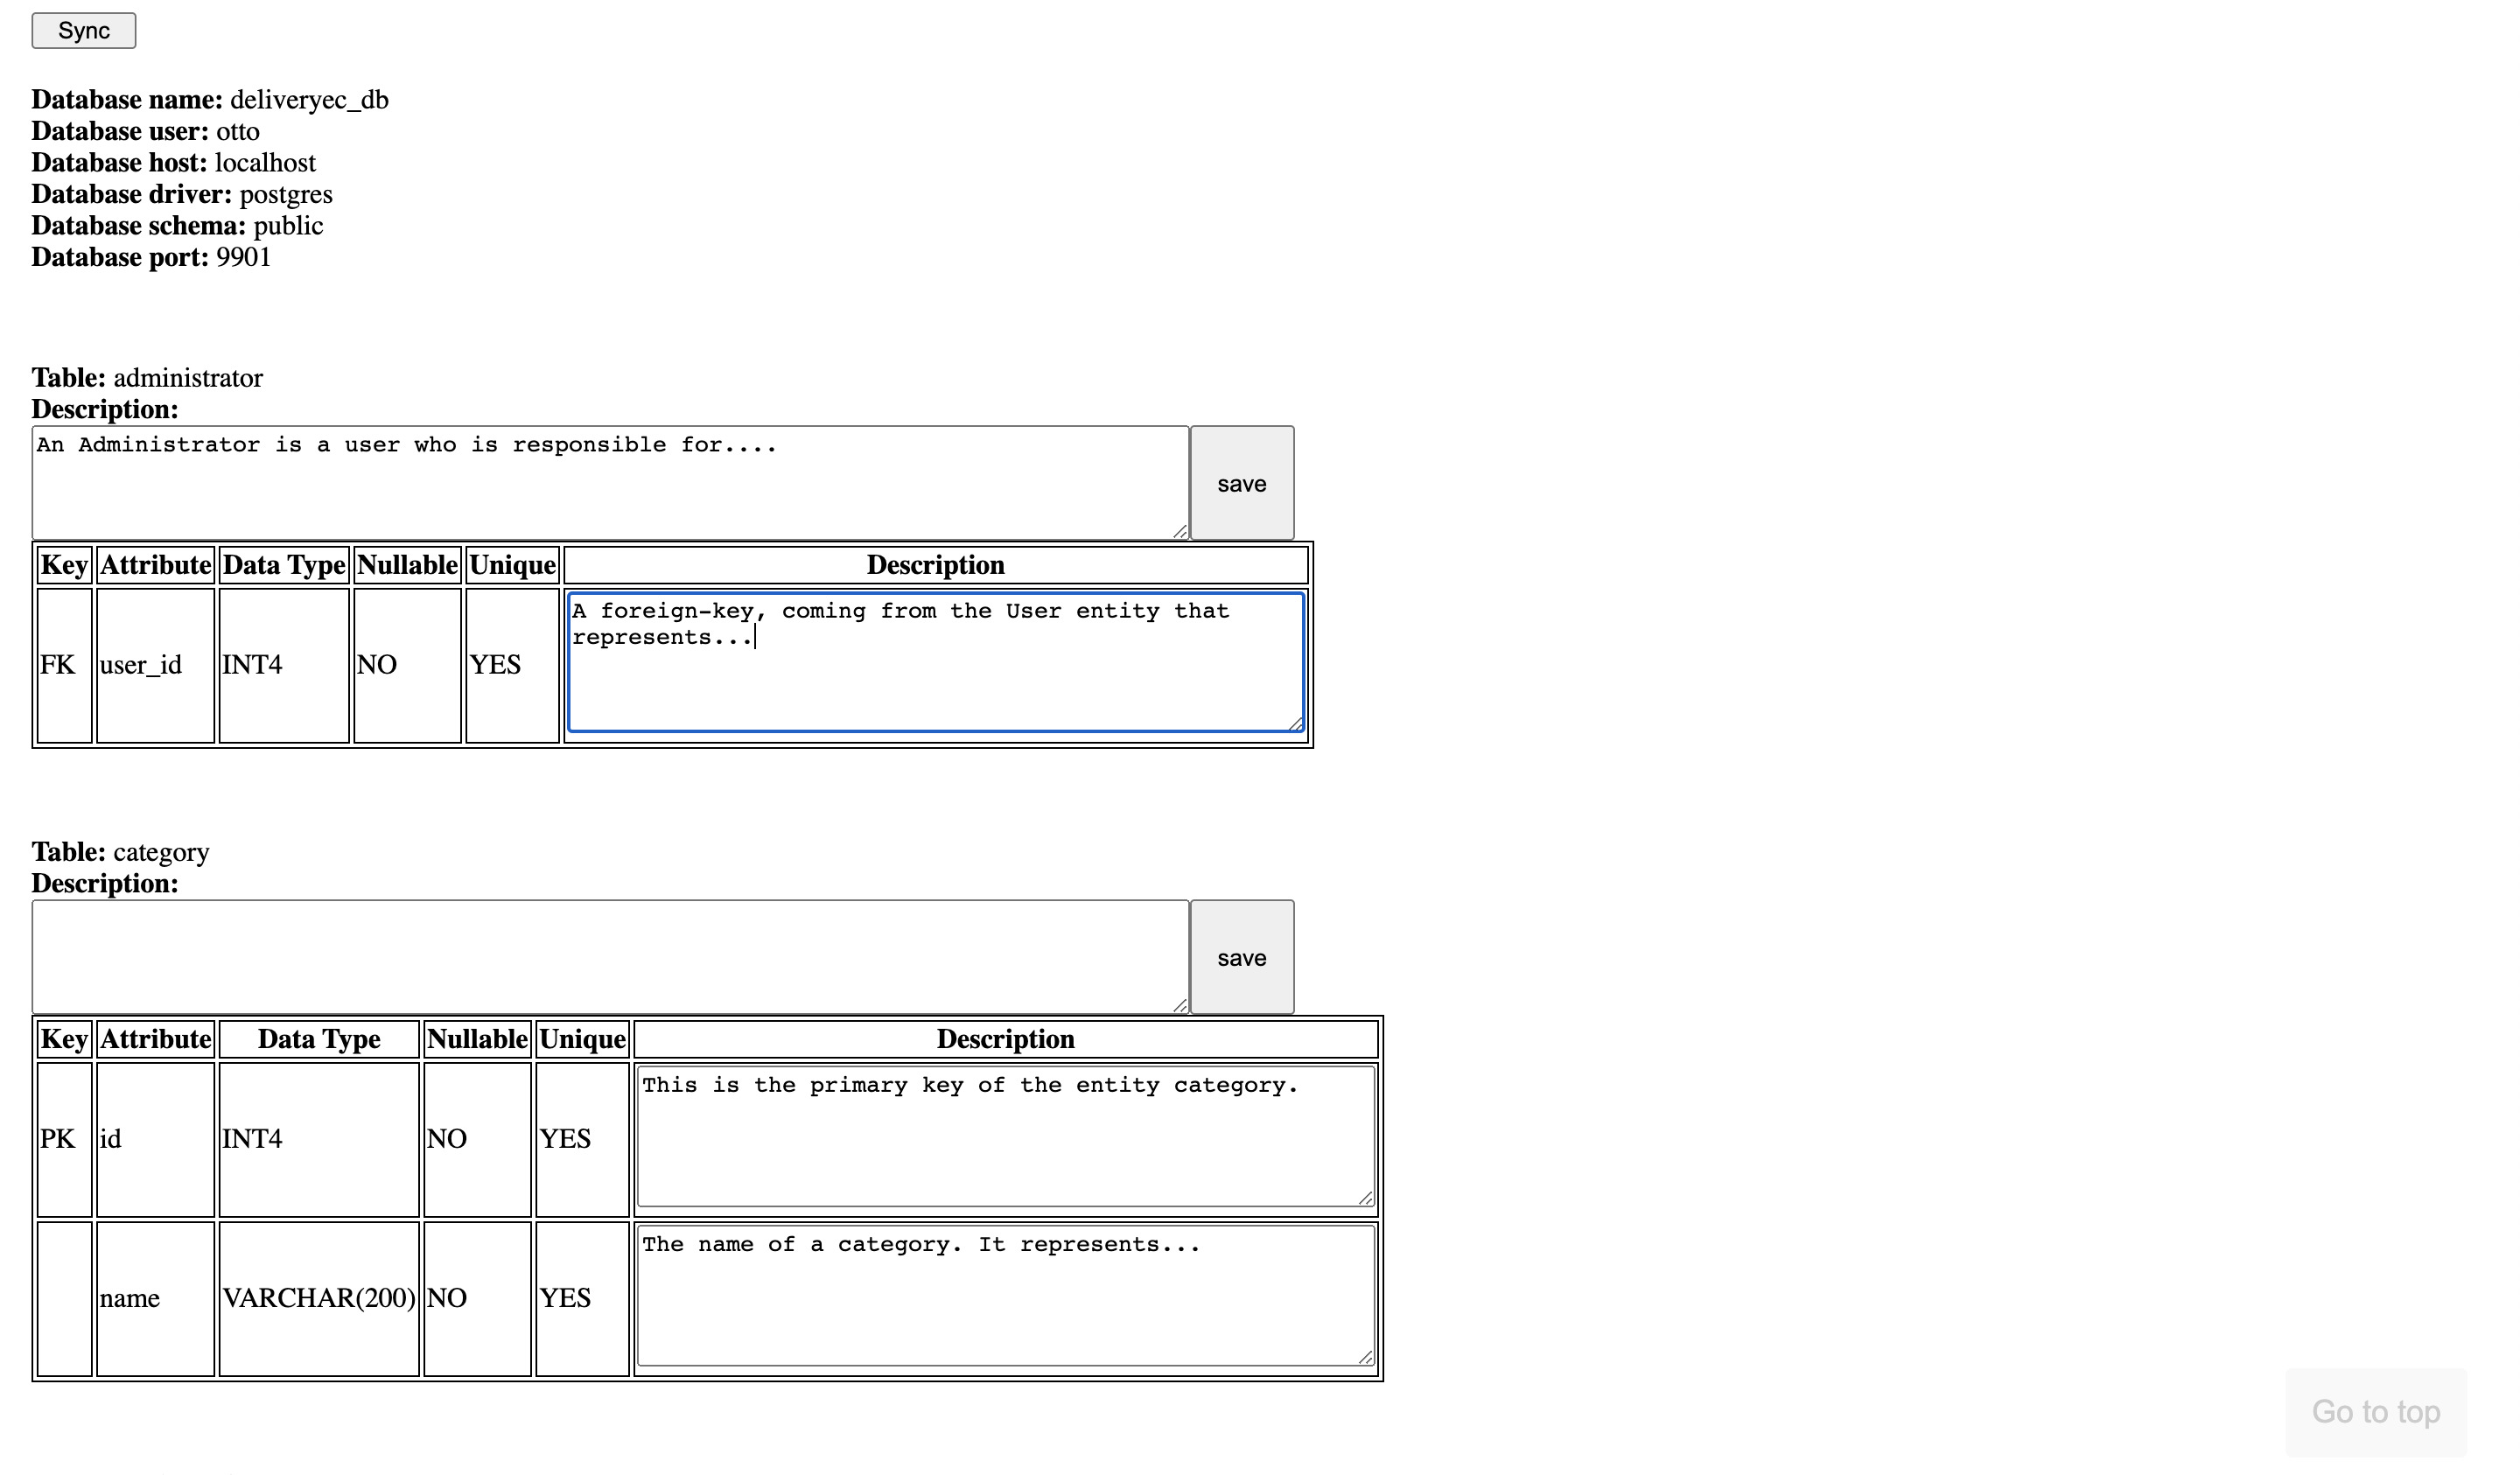 Sync
Database name: deliveryec_db
Database user: otto
Database host: localhost
Database driver: postgres
Database schema: public
Database port: 9901
Table: administrator
Description:
An Administrator is a user who is responsible for....
save
Key Attribute Data Type Nullable Unique Description
FK user_id INT4 NO YES A foreign-key, coming from the User entity that
represents...
Table: category
Description:
save
Key Attribute Data Type Nullable Unique Description
PK id INT4 NO YES This is the primary key of the entity category.
name VARCHAR(200) NO YES The name of a category. It represents...
Go to top